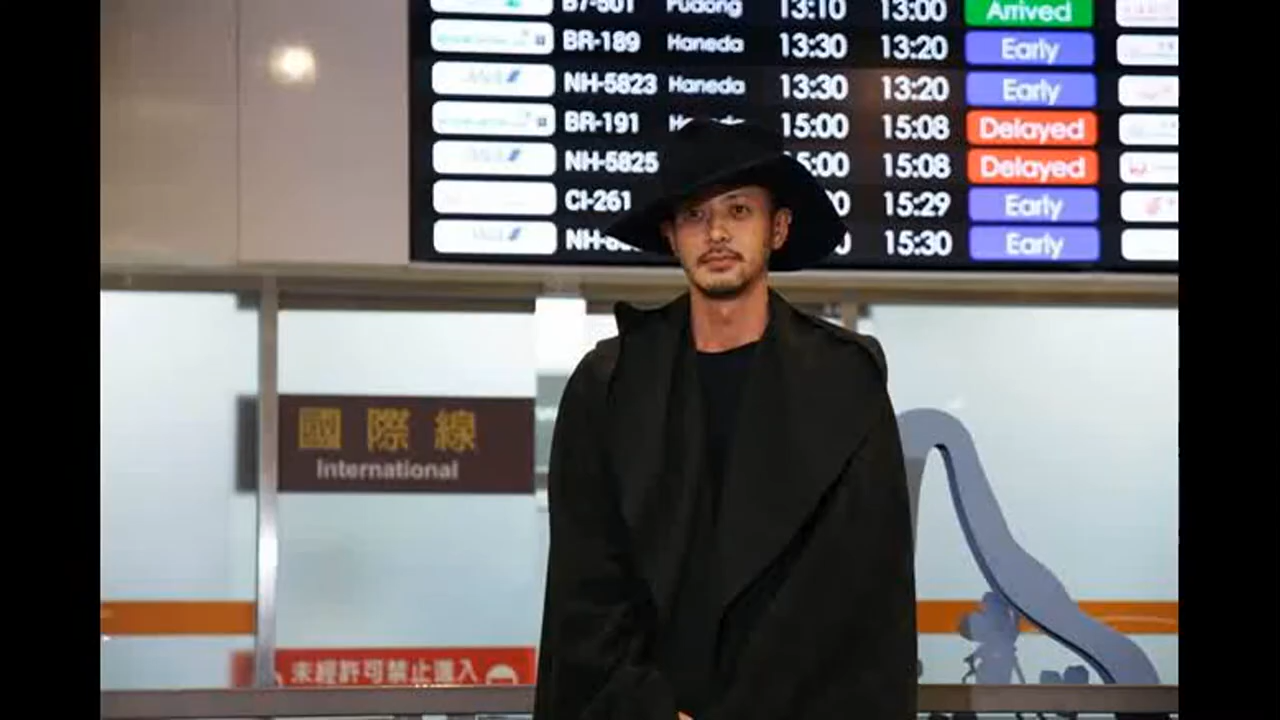 B7-501 Pudong 13:10 13:00 Arrived
BR-189 Haneda 13:30 13:20 Early
NH-5823 Haneda 13:30 13:20 Early
BR-191 15:00 15:08 Delayed
NH-5825 15:08 Delayed
CI-261 15:29 Early
15:30 Early
國際線
International
未經許可禁止進入